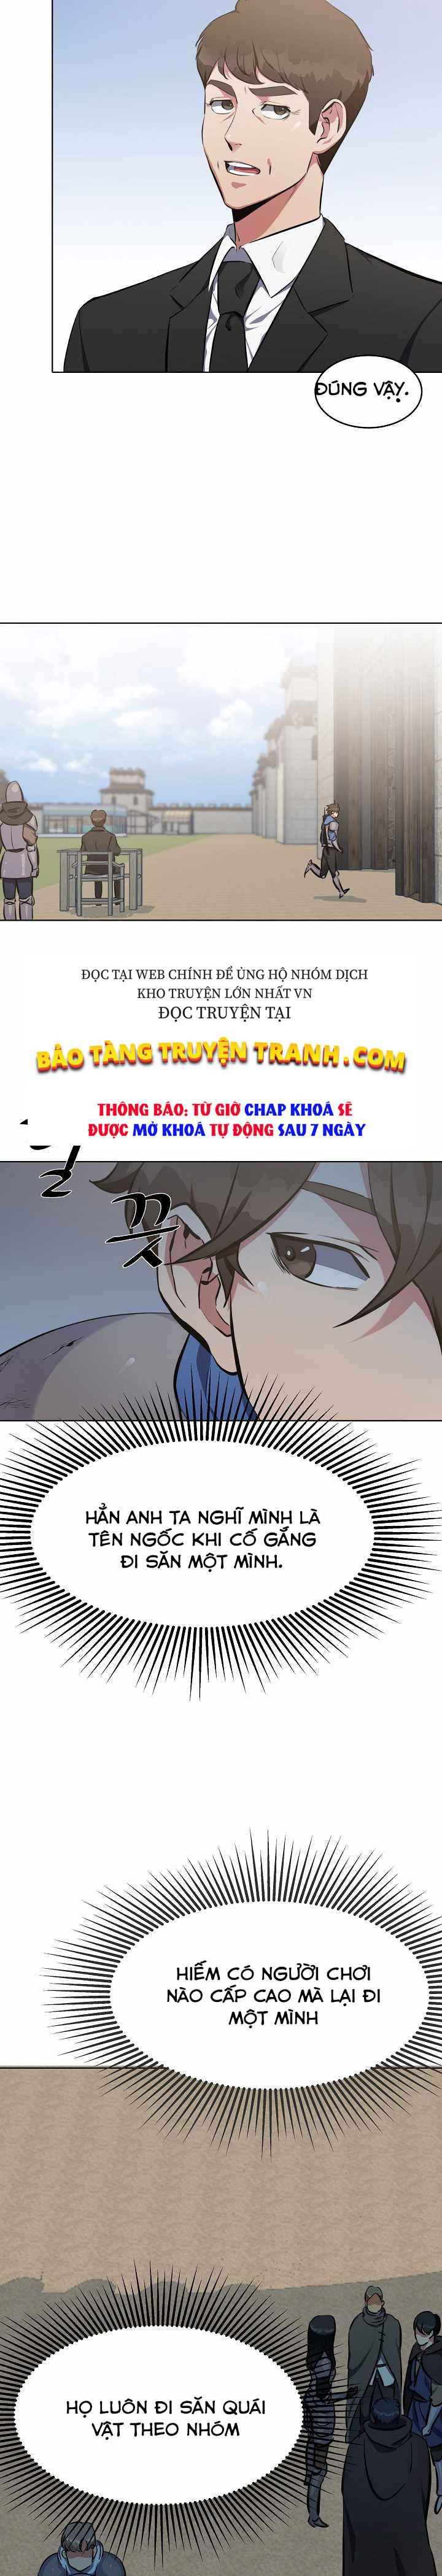 ĐÚNG VẬY.
ĐỌC TẠI WEB CHÍNH ĐỂ ỦNG HỘ NHÓM DỊCH
KHO TRUYỆN LỚN NHẤT VN
ĐỌC TRUYỆN TẠI
BẢO TÀNG TRUYỆN TRANH.COM
THÔNG BÁO: TỪ GIỜ CHAP KHOÁ SẼ
ĐƯỢC MỞ KHOÁ TỰ ĐỘNG SAU 7 NGÀY
HẲN ANH TA NGHĨ MÌNH LÀ
TÊN NGỐC KHI CỐ GẮNG
ĐI SĂN MỘT MÌNH.
HIẾM CÓ NGƯỜI CHƠI
NÀO CẤP CAO MÀ LẠI ĐI
MỘT MÌNH
HỌ LUÔN ĐI SĂN QUÁI
VẬT THEO NHÓM